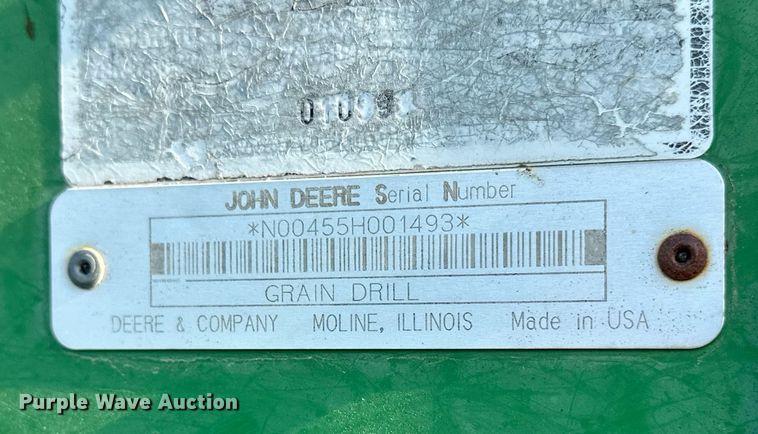 JOHN DEERE Serial Number
*N00455H001493*
GRAIN DRILL
DEERE & COMPANY MOLINE, ILLINOIS Made in USA
Purple Wave Auction